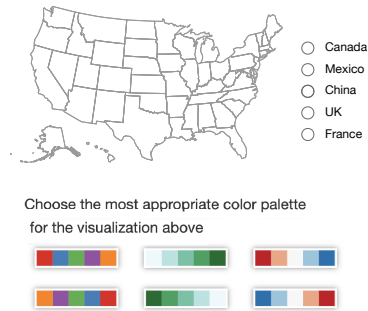 Canada
Mexico
China
UK
France
Choose the most appropriate color palette
for the visualization above